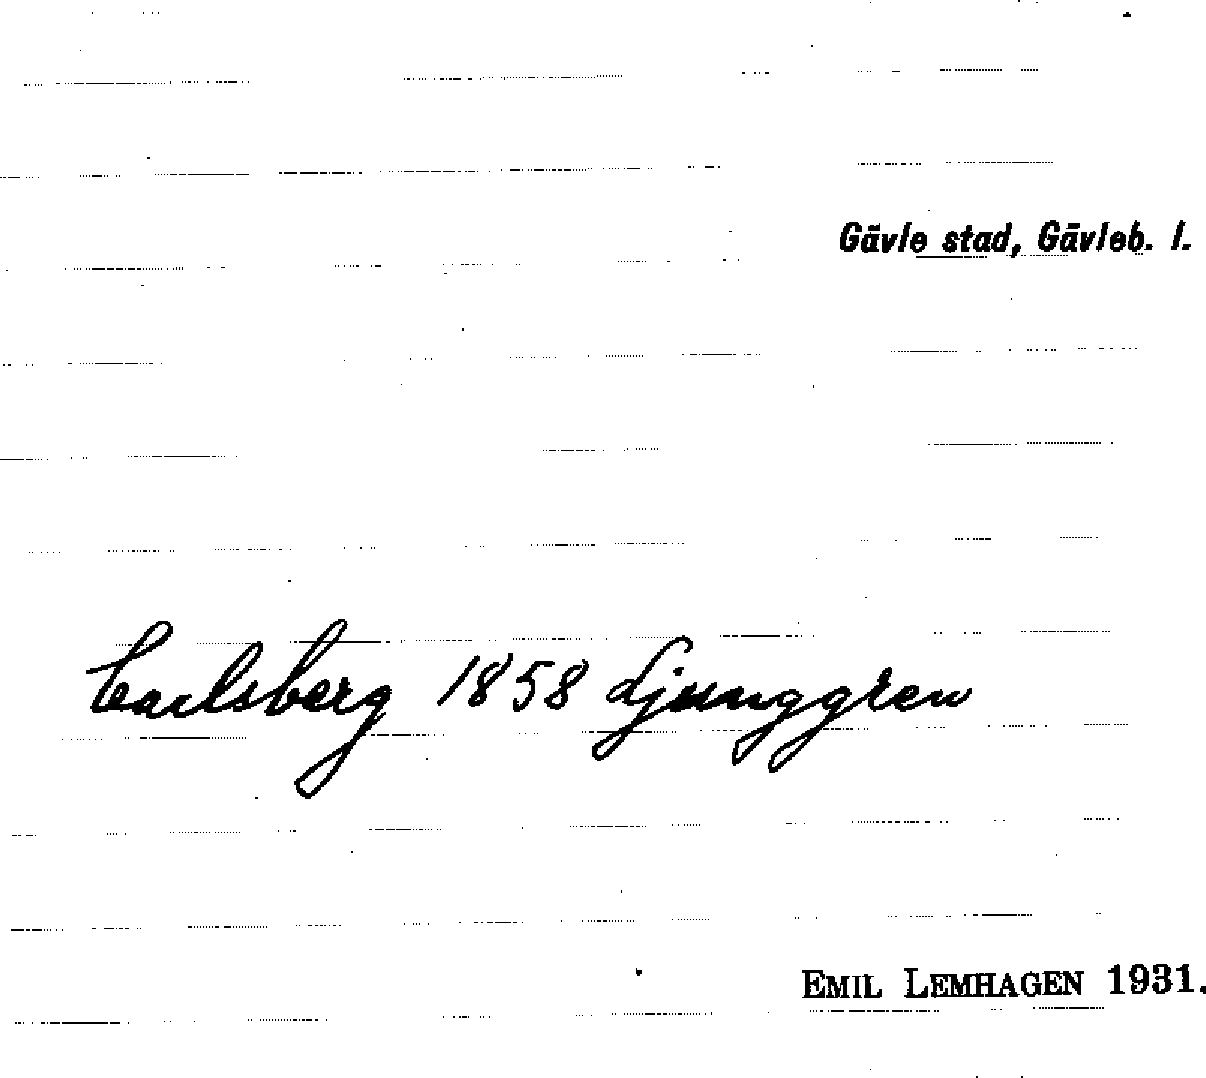 Gävle stad, Gävleb. l.
Carlsberg 1858 Ljunggren
EMIL LEMHAGEN 1931.